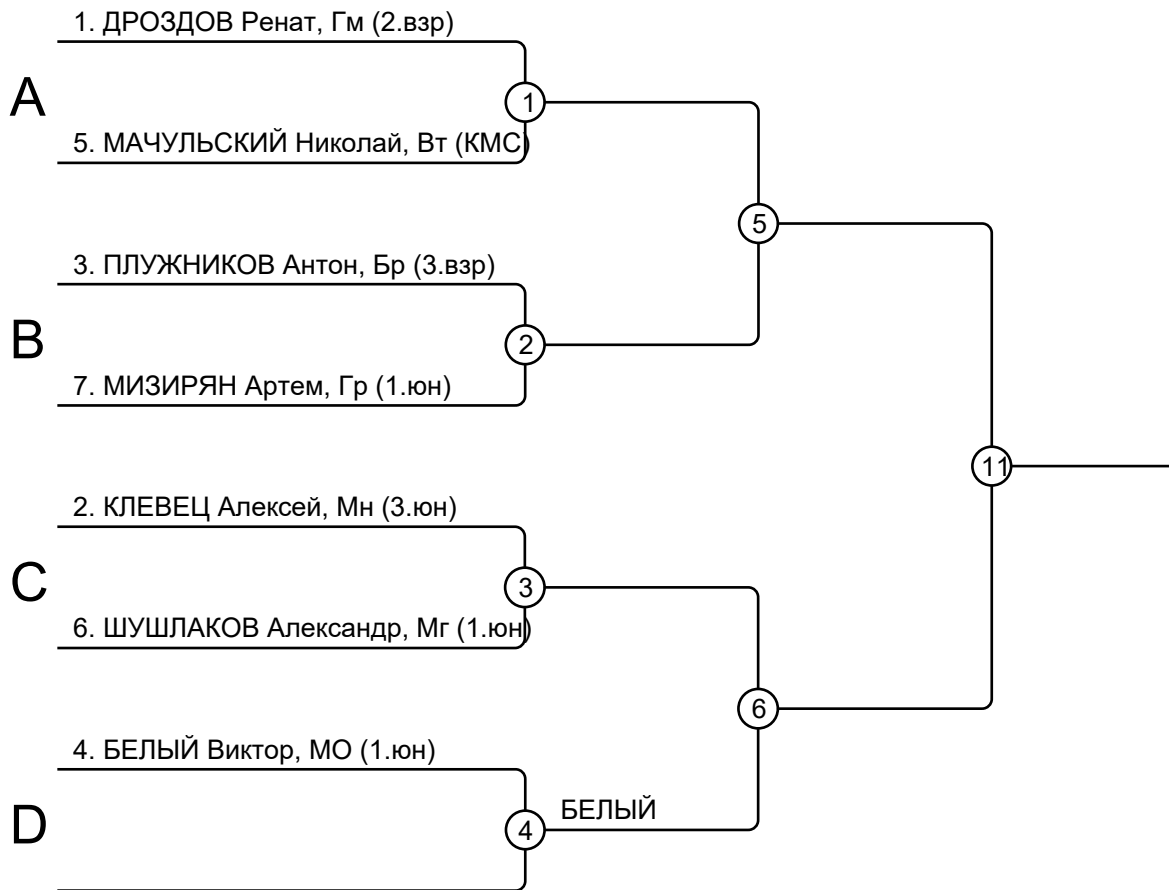 1. ДРОЗДОВ Ренат, Гм (2.взр)
A
1
5. МАЧУЛЬСКИЙ Николай, Вт (КМС)
5
3. ПЛУЖНИКОВ Антон, Бр (3.взр)
B
2
7. МИЗИРЯН Артем, Гр (1.юн)
11
2. КЛЕВЕЦ Алексей, Мн (3.юн)
C
3
6. ШУШЛАКОВ Александр, Мг (1.юн)
6
4. БЕЛЫЙ Виктор, МО (1.юн)
D
4
БЕЛЫЙ